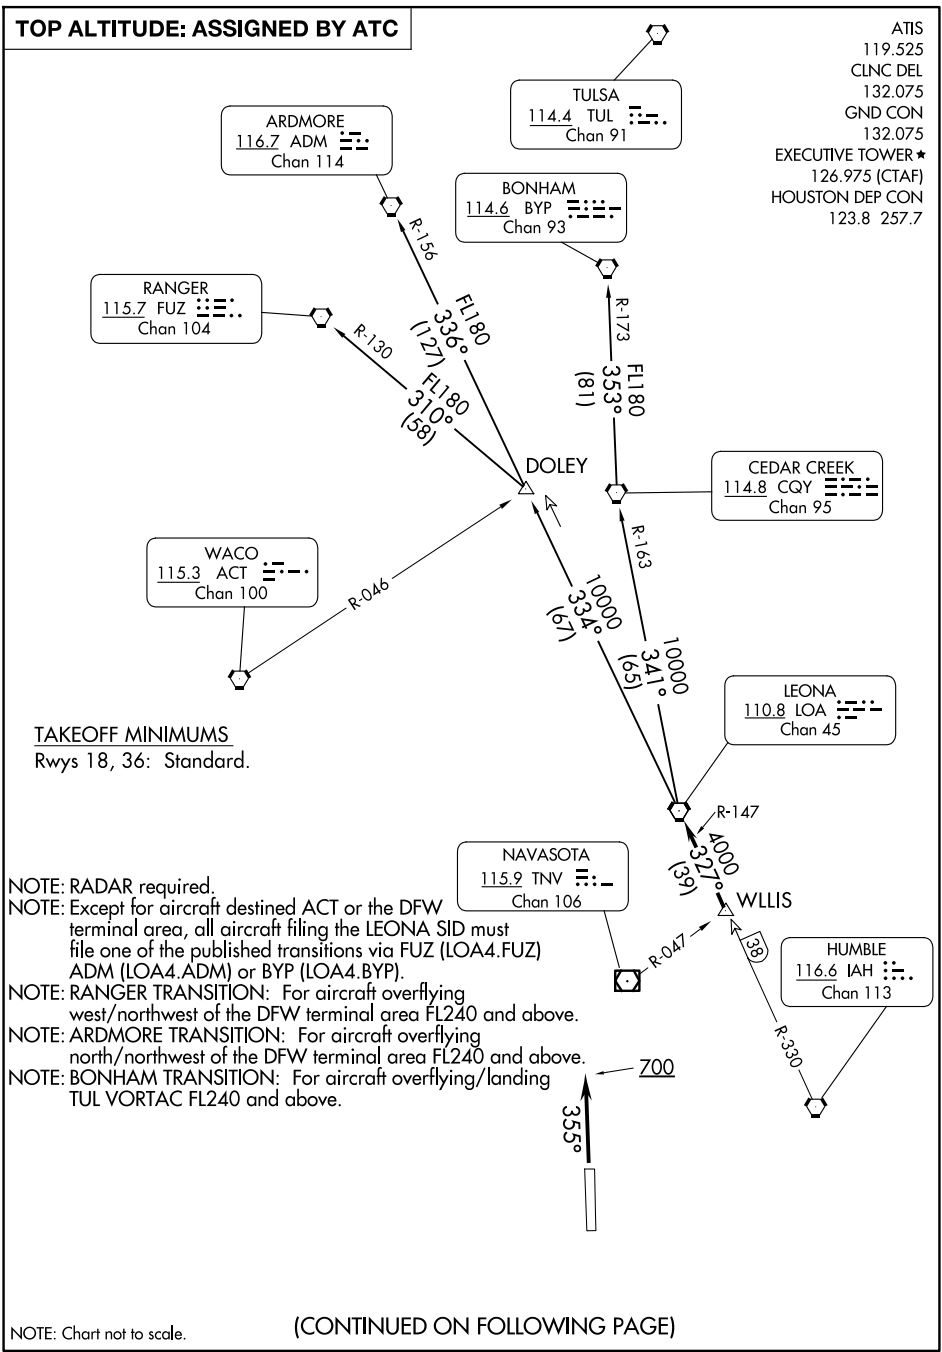 TOP ALTITUDE: ASSIGNED BY ATC
ATIS
119.525
CLNC DEL
132.075
GND CON
132.075
EXECUTIVE TOWER★
126.975 (CTAF)
HOUSTON DEP CON
123.8 257.7
TULSA
114.4 TUL
Chan 91
ARDMORE
116.7 ADM
Chan 114
BONHAM
114.6 BYP
Chan 93
R-156
RANGER
115.7 FUZ
Chan 104
R-130
FL180
336°
(127)
R-173
FL180
353°
(81)
FL180
310°
(58)
DOLEY
CEDAR CREEK
114.8 CQY
Chan 95
WACO
115.3 ACT
Chan 100
R-046
R-163
10000
334°
(67)
10000
341°
(65)
LEONA
110.8 LOA
Chan 45
TAKEOFF MINIMUMS
Rwys 18, 36: Standard.
R-147
4000
327°
(39)
NAVASOTA
115.9 TNV
Chan 106
WLLIS
R-047
38
HUMBLE
116.6 IAH
Chan 113
R-330
NOTE: RADAR required.
NOTE: Except for aircraft destined ACT or the DFW
terminal area, all aircraft filing the LEONA SID must
file one of the published transitions via FUZ (LOA4.FUZ)
ADM (LOA4.ADM) or BYP (LOA4.BYP).
NOTE: RANGER TRANSITION: For aircraft overflying
west/northwest of the DFW terminal area FL240 and above.
NOTE: ARDMORE TRANSITION: For aircraft overflying
north/northwest of the DFW terminal area FL240 and above.
NOTE: BONHAM TRANSITION: For aircraft overflying/landing
TUL VORTAC FL240 and above.
700
355°
NOTE: Chart not to scale.
(CONTINUED ON FOLLOWING PAGE)